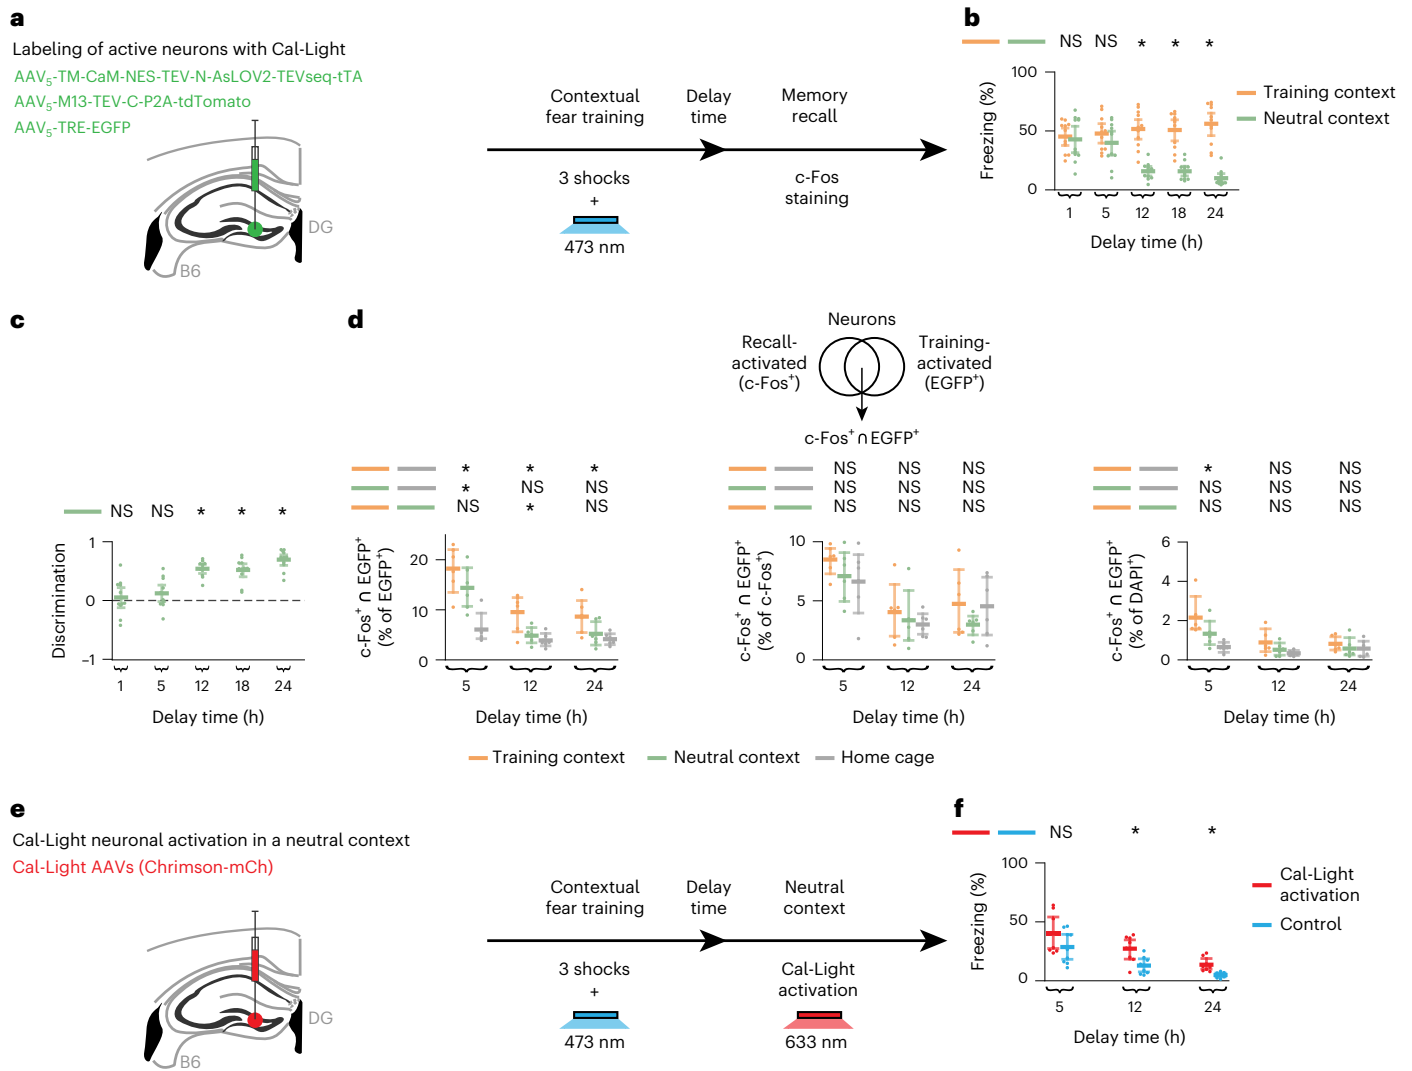 a
Labeling of active neurons with Cal-Light
AAV5-TM-CaM-NES-TEV-N-AsLOV2-TEVseq-tTA
AAV5-M13-TEV-C-P2A-tdTomato
AAV5-TRE-EGFP
DG
B6
Contextual
fear training
Delay
time
Memory
recall
3 shocks
+
473 nm
c-Fos
staining
b
NS NS * * *
Freezing (%)
100
50
0
1 5 12 18 24
Delay time (h)
Training context
Neutral context
c
NS NS * * *
Discrimination
1
0
–1
1 5 12 18 24
Delay time (h)
d
Neurons
Recall-
activated
(c-Fos+)
Training-
activated
(EGFP+)
c-Fos+ ∩ EGFP+
* * *
* NS NS
NS * NS
c-Fos+ ∩ EGFP+
(% of EGFP+)
20
10
0
5 12 24
Delay time (h)
NS NS NS
NS NS NS
NS NS NS
c-Fos+ ∩ EGFP+
(% of c-Fos+)
10
5
0
5 12 24
Delay time (h)
* NS NS
NS NS NS
NS NS NS
c-Fos+ ∩ EGFP+
(% of DAPI+)
6
4
2
0
5 12 24
Delay time (h)
Training context Neutral context Home cage
e
Cal-Light neuronal activation in a neutral context
Cal-Light AAVs (Chrimson-mCh)
DG
B6
Contextual
fear training
Delay
time
Neutral
context
3 shocks
+
473 nm
Cal-Light
activation
633 nm
f
NS * *
Freezing (%)
100
50
0
5 12 24
Delay time (h)
Cal-Light
activation
Control